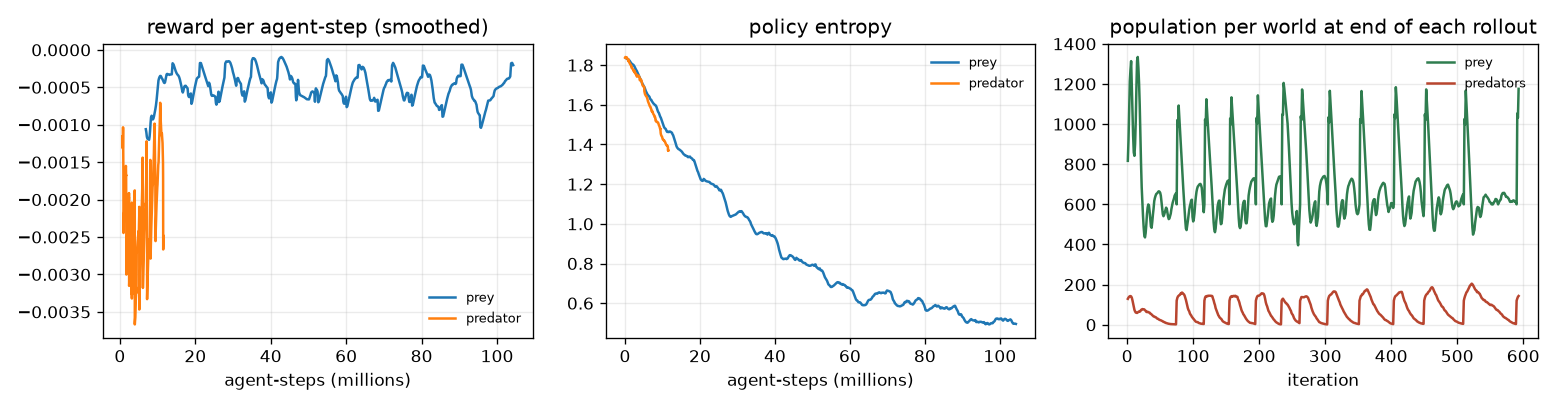 reward per agent-step (smoothed)
0.0000
−0.0005
−0.0010
−0.0015
−0.0020
−0.0025
−0.0030
−0.0035
prey
predator
0 20 40 60 80 100
agent-steps (millions)
policy entropy
prey
predator
1.8
1.6
1.4
1.2
1.0
0.8
0.6
0 20 40 60 80 100
agent-steps (millions)
population per world at end of each rollout
1400
1200
1000
800
600
400
200
0
prey
predators
0 100 200 300 400 500 600
iteration